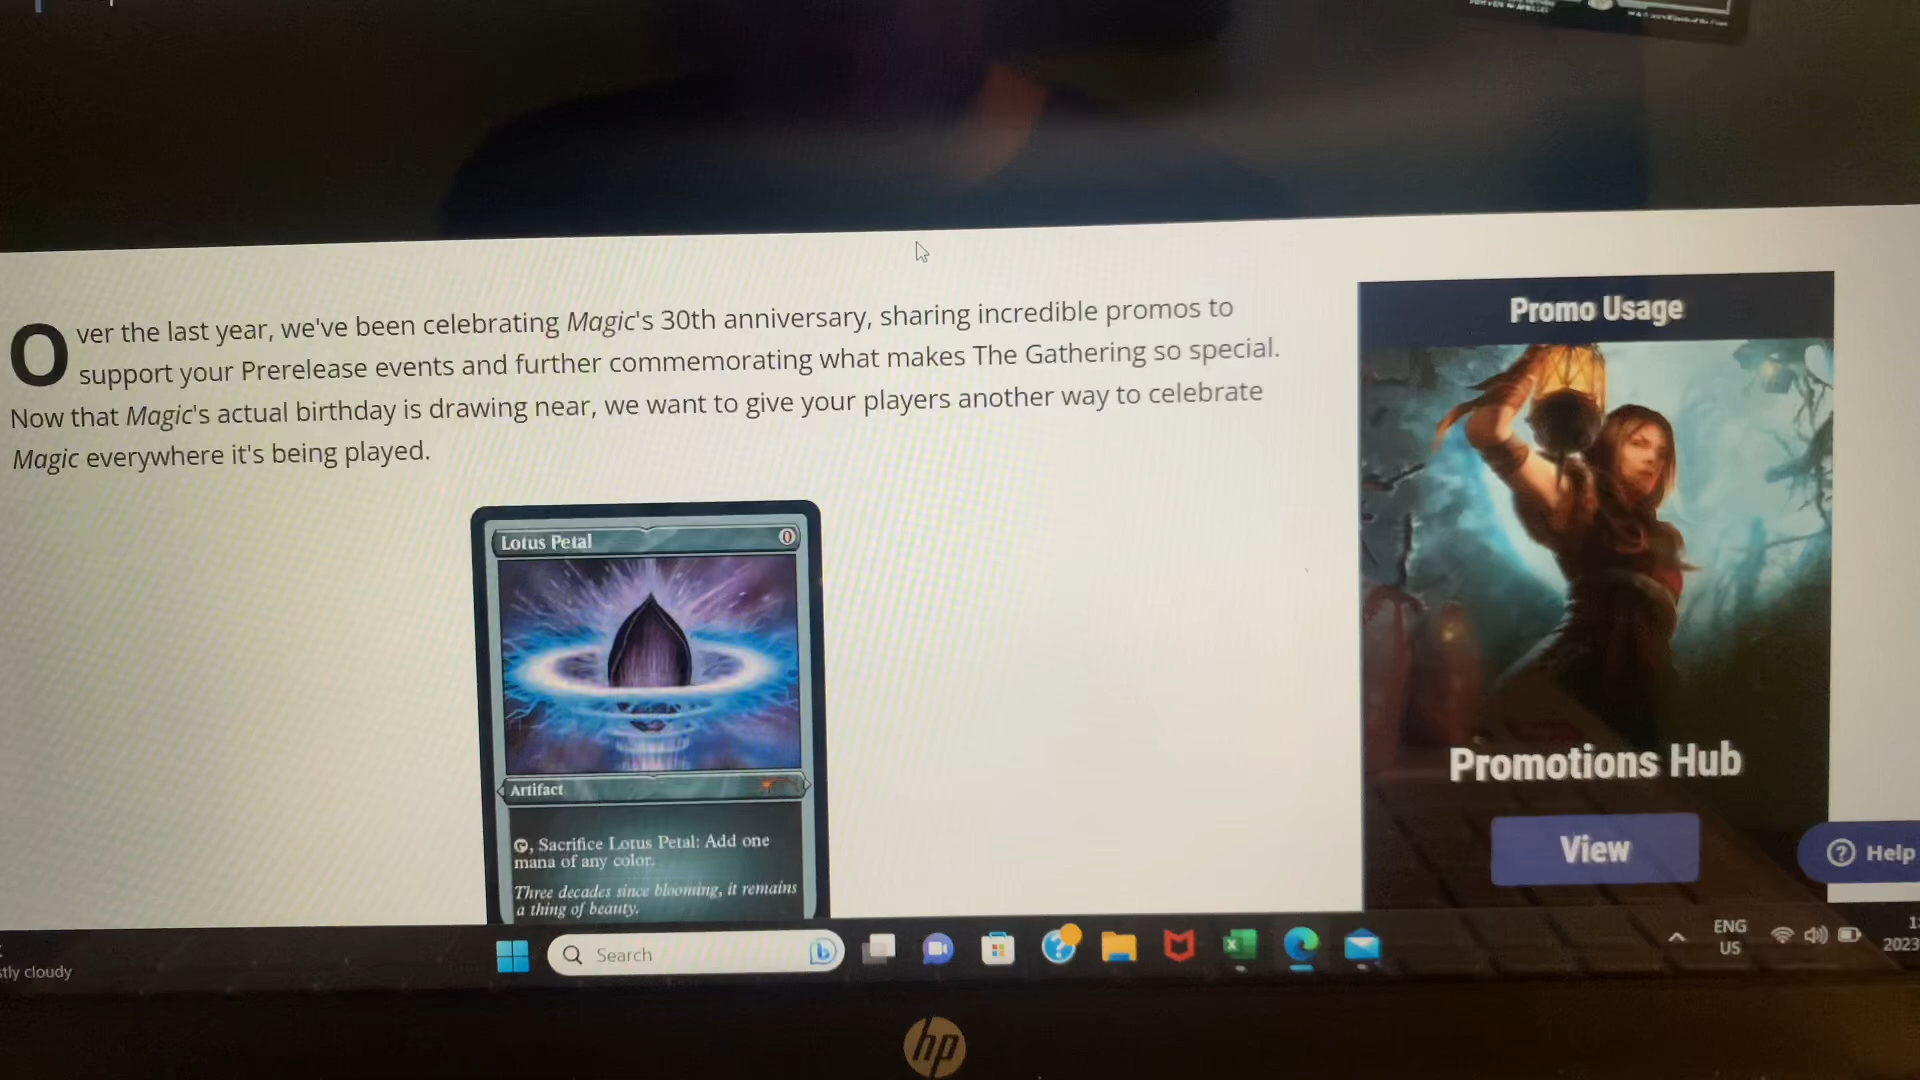 Over the last year, we've been celebrating Magic's 30th anniversary, sharing incredible promos to
support your Prerelease events and further commemorating what makes The Gathering so special.
Now that Magic's actual birthday is drawing near, we want to give your players another way to celebrate
Magic everywhere it's being played.
Lotus Petal 0
Artifact
, Sacrifice Lotus Petal: Add one
mana of any color.
Three decades since blooming, it remains
a thing of beauty.
Promo Usage
Promotions Hub
View
? Help
tly cloudy
Search
ENG
US
2023
hp